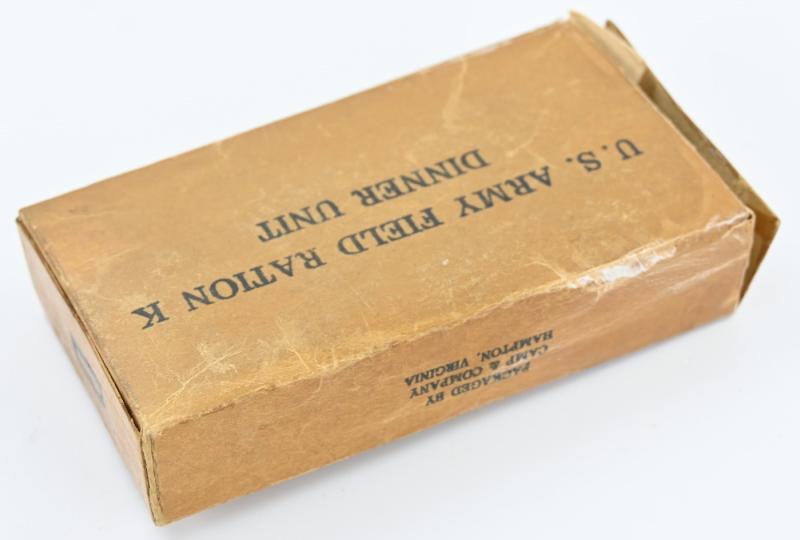 U.S. ARMY FIELD RATION K
DINNER UNIT
PACKAGED BY
CAMP & COMPANY
HAMPTON, VIRGINIA